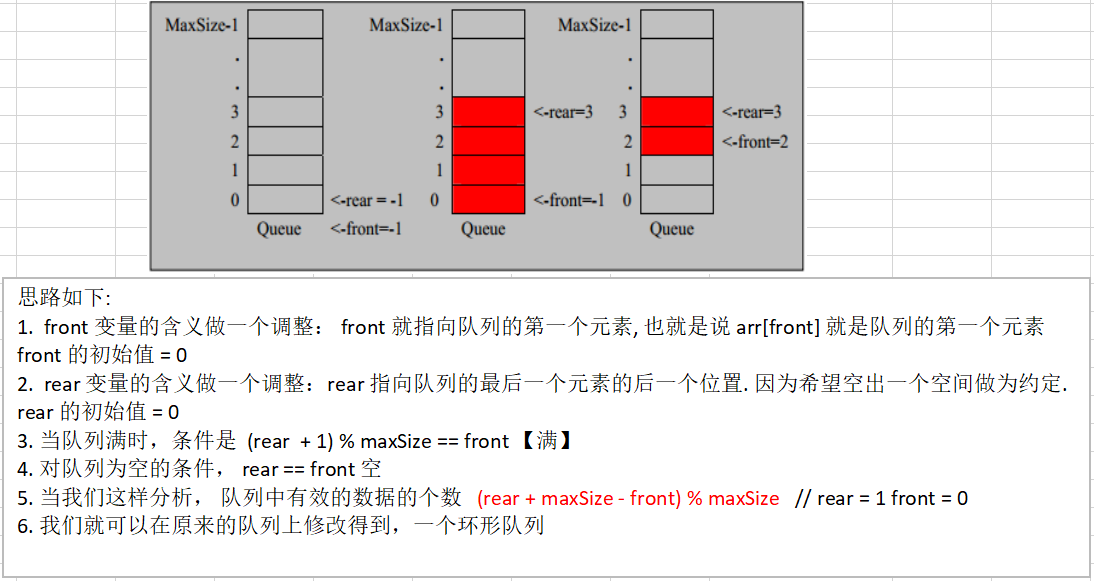 MaxSize-1 MaxSize-1 MaxSize-1
. . .
. . .
3 3 <-rear=3 3 <-rear=3
2 2 2 <-front=2
1 1 1
0 <-rear = -1 0 <-front=-1 0
Queue <-front=-1 Queue Queue
思路如下:
1. front 变量的含义做一个调整： front 就指向队列的第一个元素, 也就是说 arr[front] 就是队列的第一个元素
front 的初始值 = 0
2. rear 变量的含义做一个调整：rear 指向队列的最后一个元素的后一个位置. 因为希望空出一个空间做为约定.
rear 的初始值 = 0
3. 当队列满时，条件是 (rear + 1) % maxSize == front 【满】
4. 对队列为空的条件， rear == front 空
5. 当我们这样分析， 队列中有效的数据的个数 (rear + maxSize - front) % maxSize // rear = 1 front = 0
6. 我们就可以在原来的队列上修改得到，一个环形队列